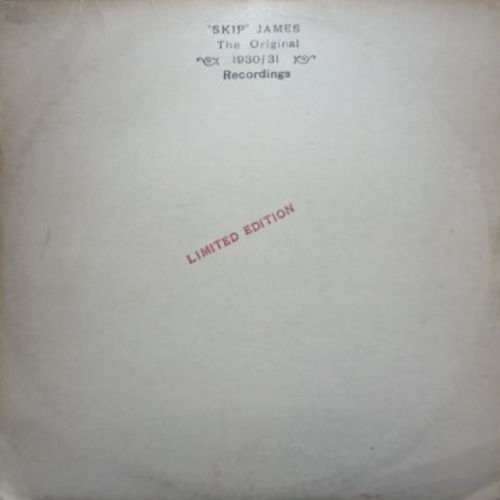 "SKIP" JAMES
The Original
1930/31
Recordings
LIMITED EDITION